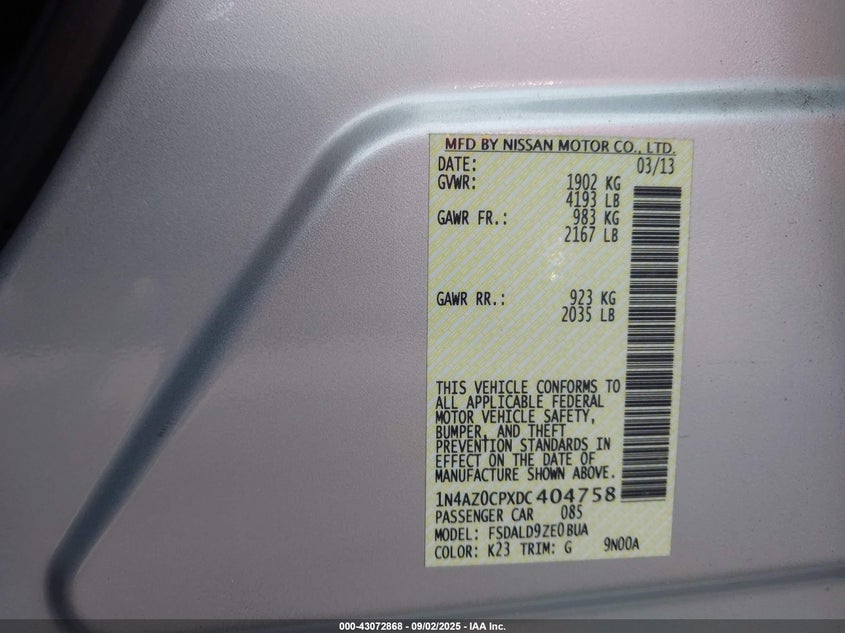 MFD BY NISSAN MOTOR CO., LTD.
DATE: 03/13
GVWR: 1902 KG
4193 LB
GAWR FR.: 983 KG
2167 LB
GAWR RR.: 923 KG
2035 LB
THIS VEHICLE CONFORMS TO
ALL APPLICABLE FEDERAL
MOTOR VEHICLE SAFETY,
BUMPER, AND THEFT
PREVENTION STANDARDS IN
EFFECT ON THE DATE OF
MANUFACTURE SHOWN ABOVE.
1N4AZ0CPXDC404758
PASSENGER CAR 085
MODEL: FSDALD9ZE0BUA
COLOR: K23 TRIM: G 9N00A
000-43072868 - 09/02/2025 - IAA Inc.